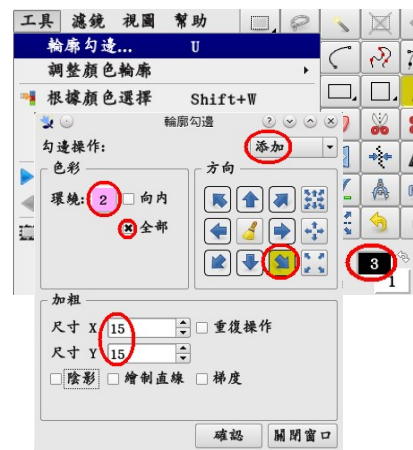 工具 濾鏡 視圖 幫助
輪廓勾邊... U
調整顏色輪廓
根據顏色選擇 Shift+W
輪廓勾邊
勾邊操作: 添加
色彩 方向
環繞: 2 向內
全部
3
1
加粗
尺寸 X 15 重復操作
尺寸 Y 15
陰影 繪制直線 梯度
確認 關閉窗口